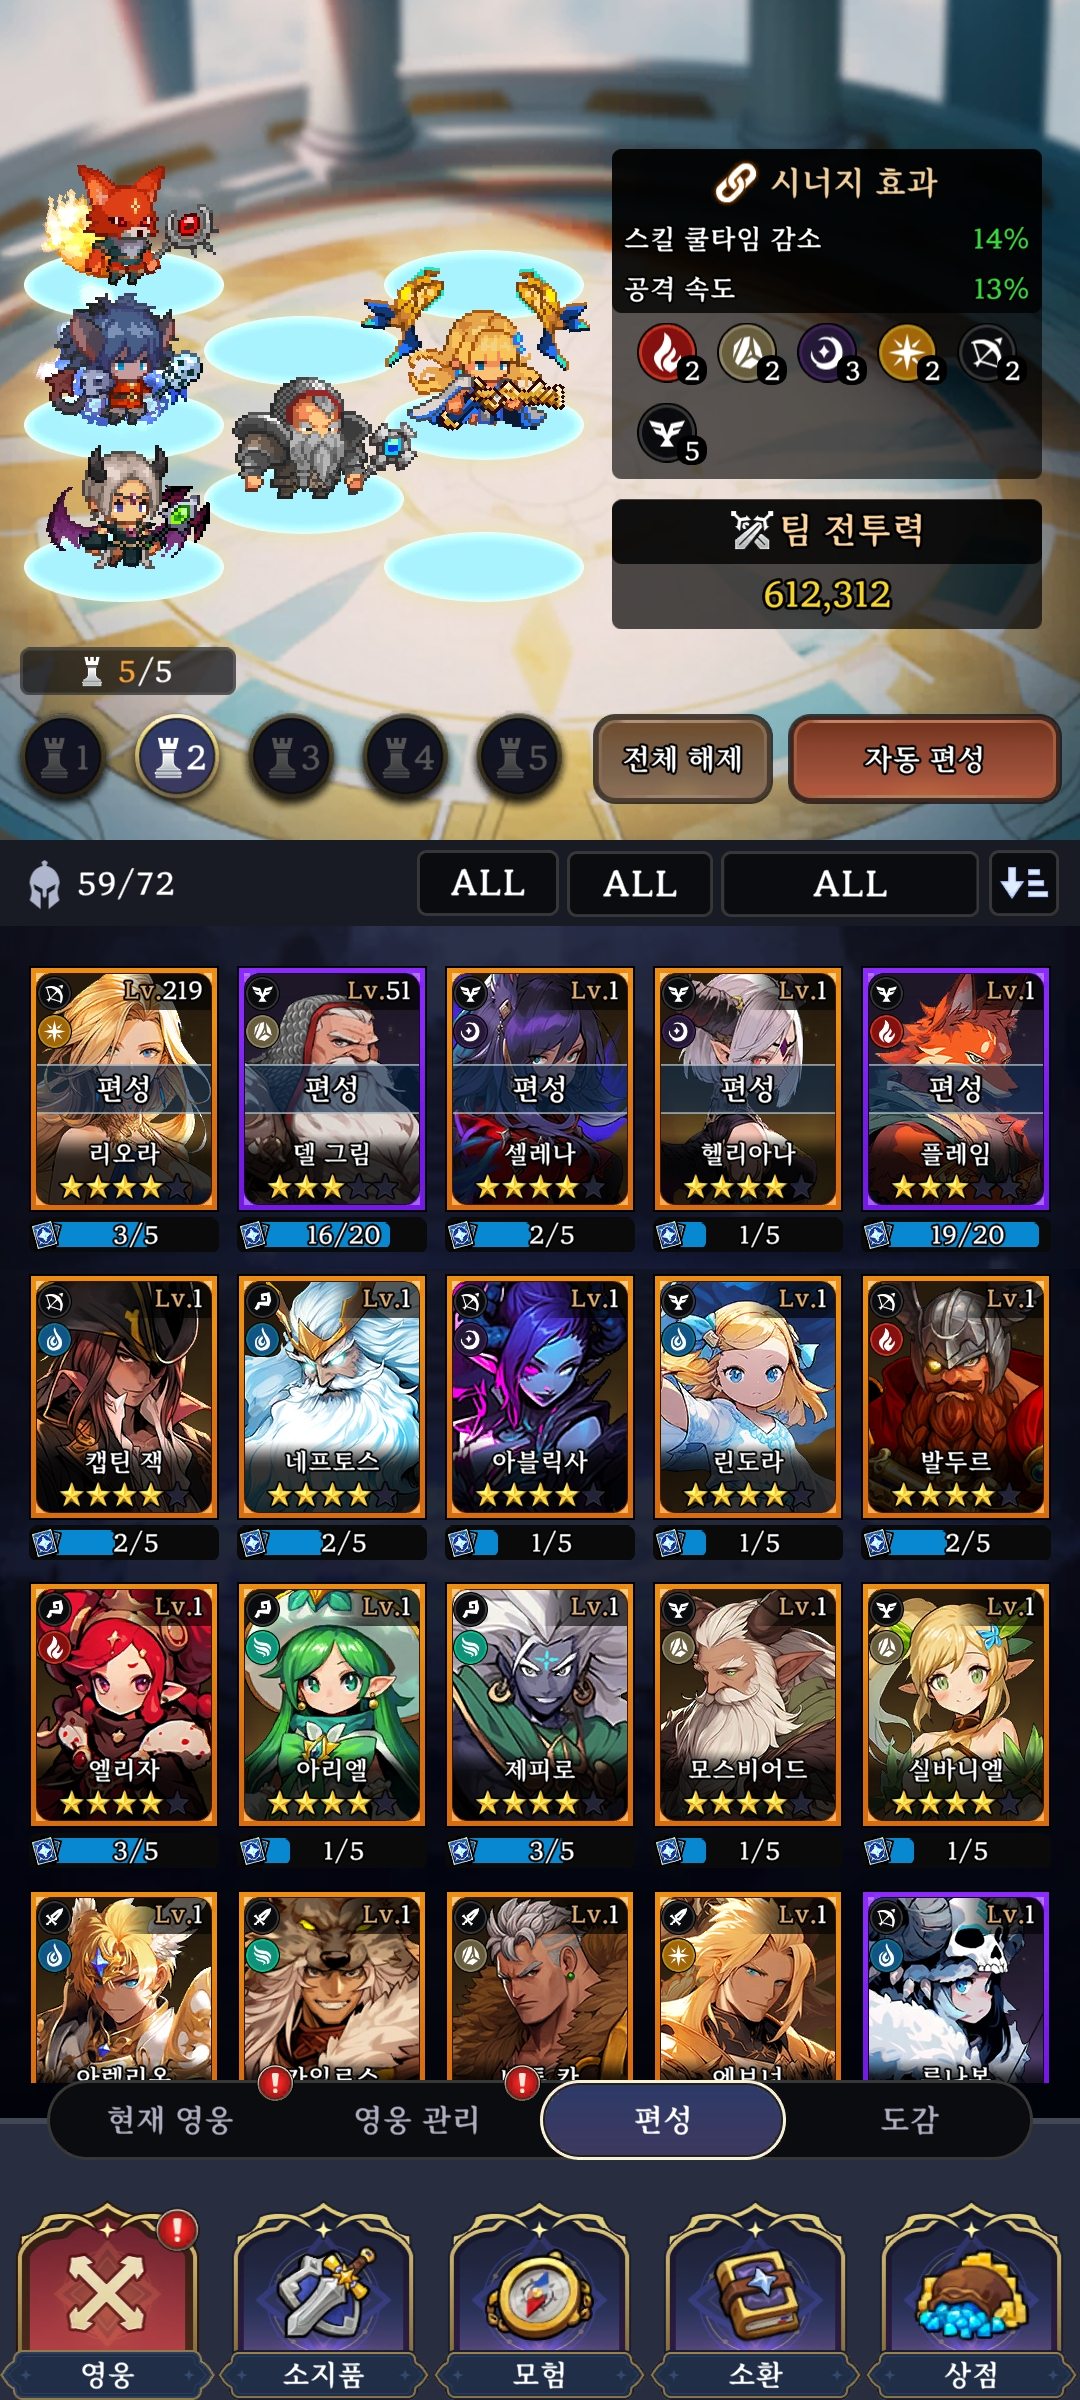 시너지 효과
스킬 쿨타임 감소 14%
공격 속도 13%
2 2 3 2 2
5
팀 전투력
612,312
5/5
1 2 3 4 5 전체 해제 자동 편성
59/72 ALL ALL ALL
Lv.219 Lv.51 Lv.1 Lv.1 Lv.1
편성 편성 편성 편성 편성
리오라 델 그림 셀레나 헬리아나 플레임
3/5 16/20 2/5 1/5 19/20
Lv.1 Lv.1 Lv.1 Lv.1 Lv.1
캡틴 잭 네프토스 아블릭사 린도라 발두르
2/5 2/5 1/5 1/5 2/5
Lv.1 Lv.1 Lv.1 Lv.1 Lv.1
엘리자 아리엘 제피로 모스비어드 실바니엘
3/5 1/5 3/5 1/5 1/5
Lv.1 Lv.1 Lv.1 Lv.1 Lv.1
현재 영웅 영웅 관리 편성 도감
영웅 소지품 모험 소환 상점